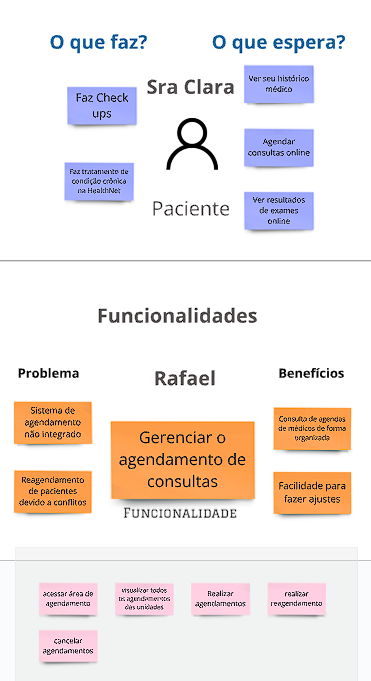 O que faz?
O que espera?
Sra Clara
Faz Check
ups
Faz tratamento de
condição crônica
na HealthNet
Ver seu histórico
médico
Agendar
consultas online
Ver resultados
de exames
online
Paciente
Funcionalidades
Problema
Rafael
Benefícios
Sistema de
agendamento
não integrado
Reagendamento
de pacientes
devido a conflitos
Gerenciar o
agendamento de
consultas
Funcionalidade
Consulta de agendas
de médicos de forma
organizada
Facilidade para
fazer ajustes
acessar área de
agendamento
visualizar todos
os agendamentos
das unidades
Realizar
agendamentos
realizar
reagendamento
cancelar
agendamentos